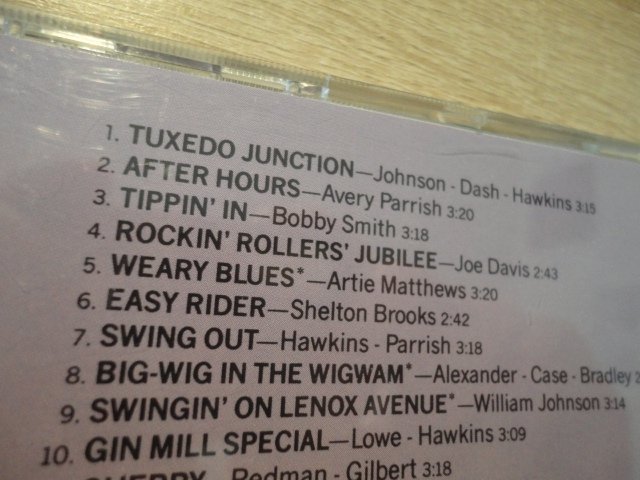 1. TUXEDO JUNCTION—Johnson - Dash - Hawkins 3:15
2. AFTER HOURS—Avery Parrish 3:20
3. TIPPIN' IN—Bobby Smith 3:18
4. ROCKIN' ROLLERS' JUBILEE—Joe Davis 2:43
5. WEARY BLUES*—Artie Matthews 3:20
6. EASY RIDER—Shelton Brooks 2:42
7. SWING OUT—Hawkins - Parrish 3:18
8. BIG-WIG IN THE WIGWAM*—Alexander - Case - Bradley 2
9. SWINGIN' ON LENOX AVENUE*—William Johnson 3:14
10. GIN MILL SPECIAL—Lowe - Hawkins 3:09
CHERRY—Redman - Gilbert 3:18